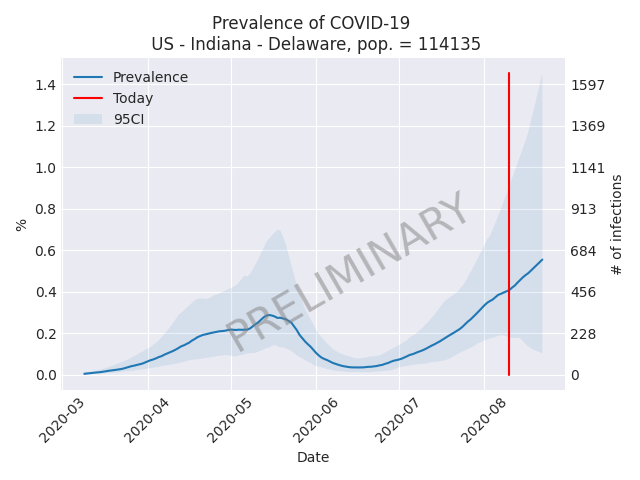 Prevalence of COVID-19
US - Indiana - Delaware, pop. = 114135
Prevalence
Today
95CI
1.4
1.2
1.0
0.8
0.6
0.4
0.2
0.0
%
1597
1369
1141
913
684
456
228
0
# of infections
PRELIMINARY
2020-03
2020-04
2020-05
2020-06
2020-07
2020-08
Date